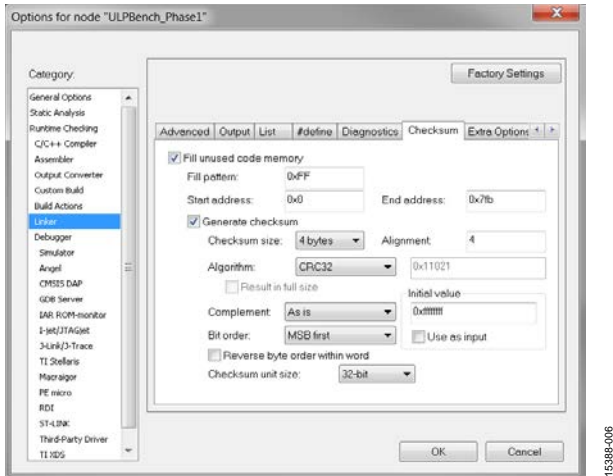 Options for node "ULPBench_Phase1"
Category:
General Options
Static Analysis
Runtime Checking
C/C++ Compiler
Assembler
Output Converter
Custom Build
Build Actions
Linker
Debugger
Simulator
Angel
CMSIS DAP
GDB Server
IAR ROM-monitor
I-jet/JTAGjet
J-Link/J-Trace
TI Stellaris
Macraigor
PE micro
RDI
ST-LINK
Third-Party Driver
TI XDS
Factory Settings
Advanced Output List #define Diagnostics Checksum Extra Options
Fill unused code memory
Fill pattern: 0xFF
Start address: 0x0 End address: 0x7fb
Generate checksum
Checksum size: 4 bytes Alignment: 4
Algorithm: CRC32 0x11021
Result in full size
Initial value
Complement: As is 0xffffffff
Bit order: MSB first Use as input
Reverse byte order within word
Checksum unit size: 32-bit
OK Cancel
15388-006